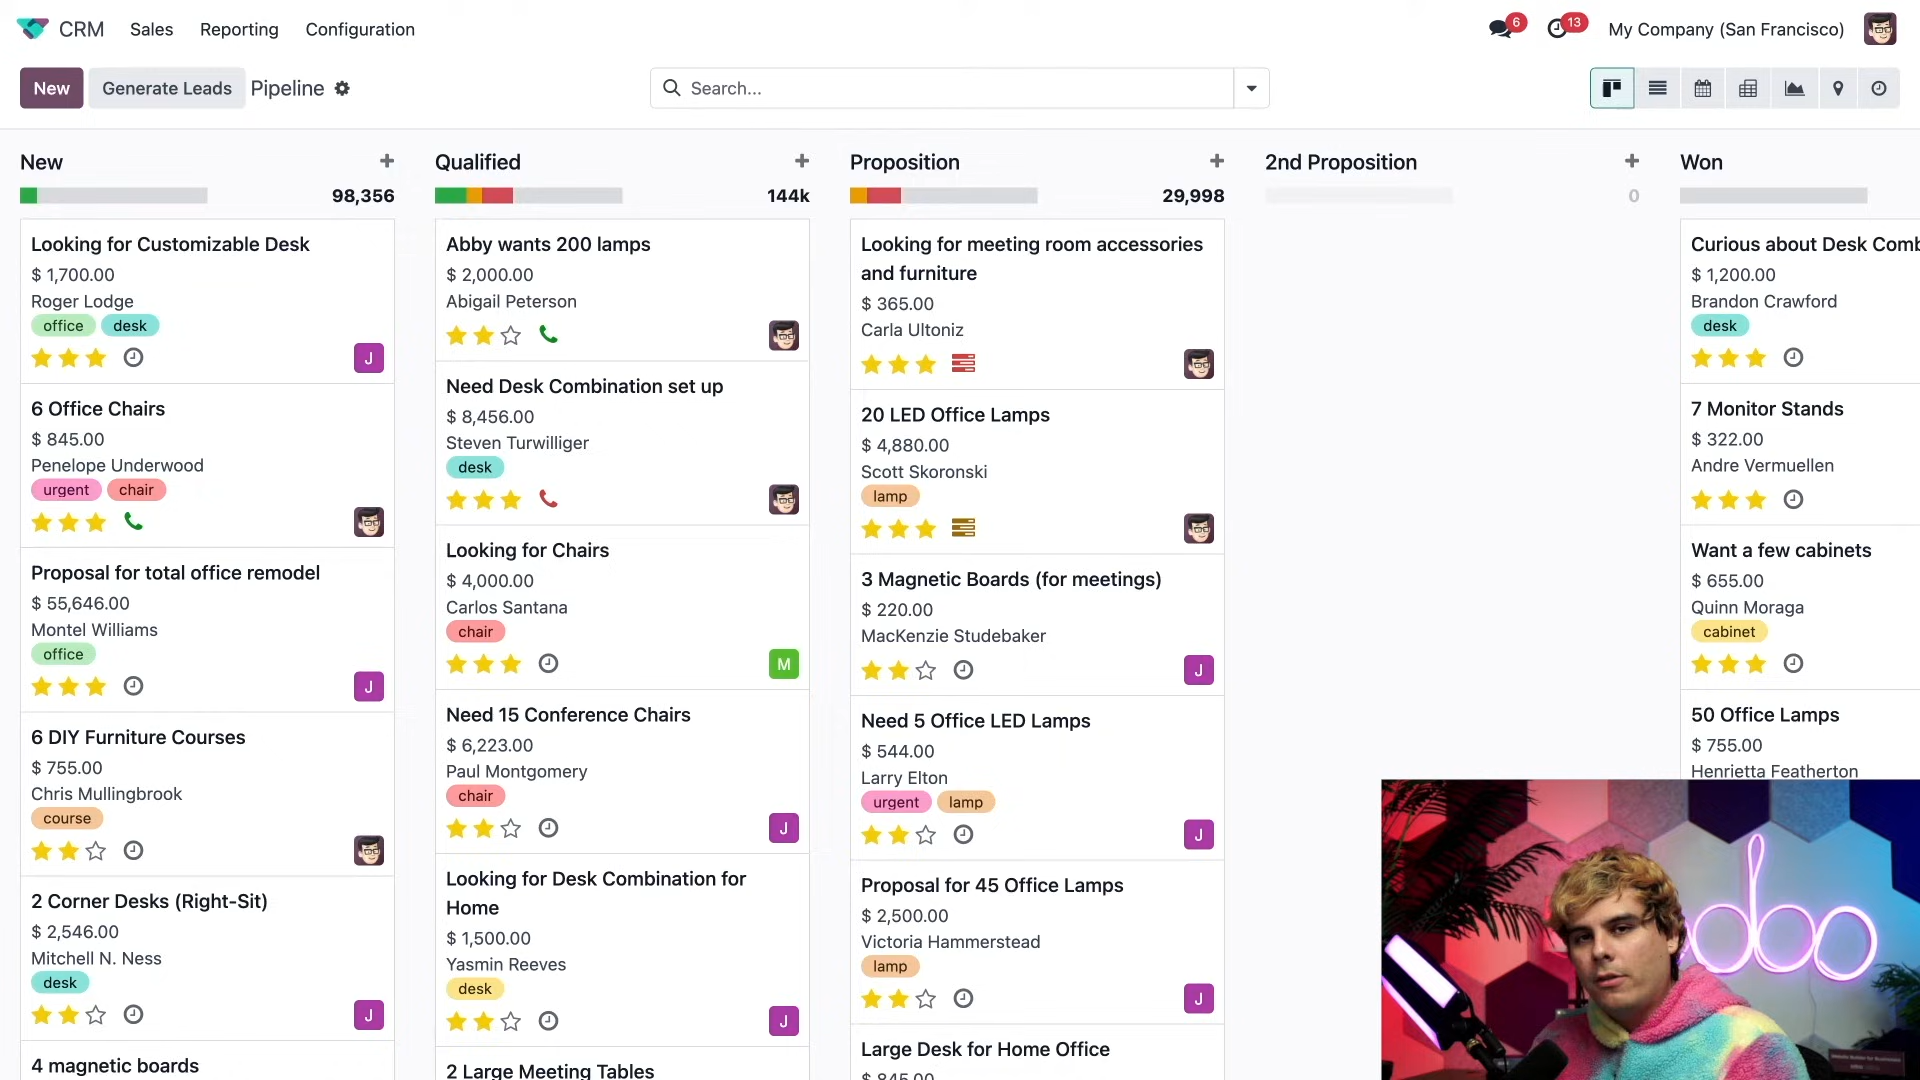 CRM Sales Reporting Configuration
6
13
My Company (San Francisco)
New Generate Leads Pipeline
Search...
New
98,356
Looking for Customizable Desk
$ 1,700.00
Roger Lodge
office desk
J
6 Office Chairs
$ 845.00
Penelope Underwood
urgent chair
Proposal for total office remodel
$ 55,646.00
Montel Williams
office
J
6 DIY Furniture Courses
$ 755.00
Chris Mullingbrook
course
2 Corner Desks (Right-Sit)
$ 2,546.00
Mitchell N. Ness
desk
J
4 magnetic boards
Qualified
144k
Abby wants 200 lamps
$ 2,000.00
Abigail Peterson
Need Desk Combination set up
$ 8,456.00
Steven Turwilliger
desk
Looking for Chairs
$ 4,000.00
Carlos Santana
chair
M
Need 15 Conference Chairs
$ 6,223.00
Paul Montgomery
chair
J
Looking for Desk Combination for
Home
$ 1,500.00
Yasmin Reeves
desk
J
2 Large Meeting Tables
Proposition
29,998
Looking for meeting room accessories
and furniture
$ 365.00
Carla Ultoniz
20 LED Office Lamps
$ 4,880.00
Scott Skoronski
lamp
3 Magnetic Boards (for meetings)
$ 220.00
MacKenzie Studebaker
J
Need 5 Office LED Lamps
$ 544.00
Larry Elton
urgent lamp
J
Proposal for 45 Office Lamps
$ 2,500.00
Victoria Hammerstead
lamp
J
Large Desk for Home Office
$ 845.00
2nd Proposition
0
Won
Curious about Desk Comb
$ 1,200.00
Brandon Crawford
desk
7 Monitor Stands
$ 322.00
Andre Vermuellen
Want a few cabinets
$ 655.00
Quinn Moraga
cabinet
50 Office Lamps
$ 755.00
Henrietta Featherton
odoo